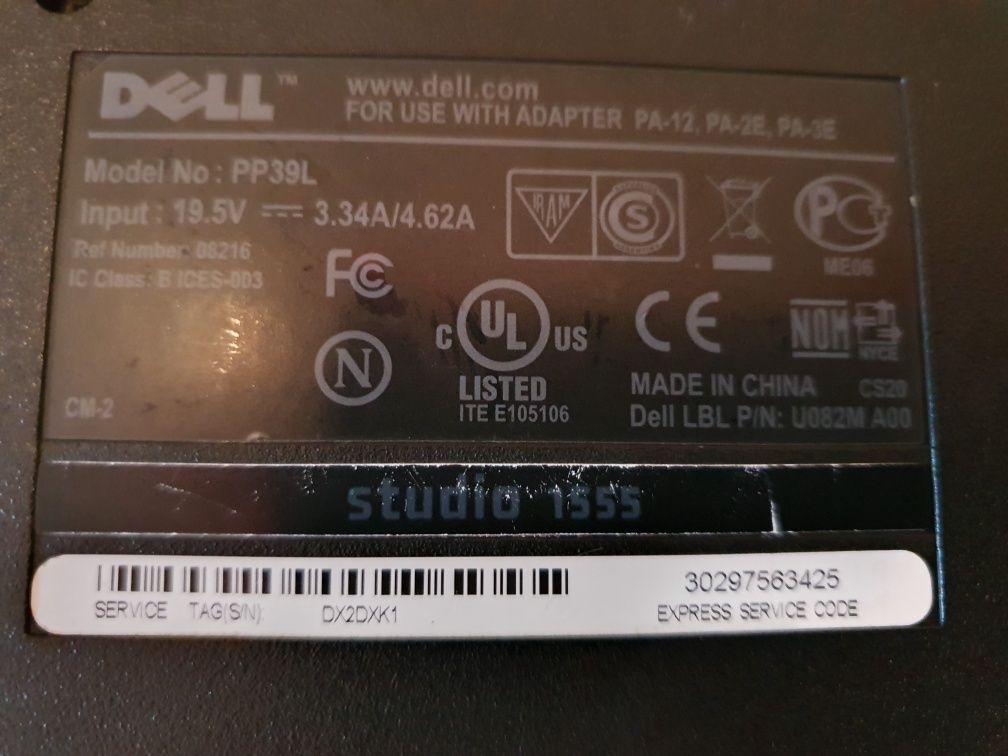 DELL™
www.dell.com
FOR USE WITH ADAPTER PA-12, PA-2E, PA-3E
Model No : PP39L
Input : 19.5V 3.34A/4.62A
Ref Number 08216
IC Class: B ICES-003
FC
IRAM
S
PC
ME06
N
C UL US
LISTED
ITE E105106
CE
NOM
NYCE
MADE IN CHINA CS20
Dell LBL P/N: U082M A00
CM-2
studio 1555
SERVICE TAG(S/N): DX2DXK1
30297563425
EXPRESS SERVICE CODE